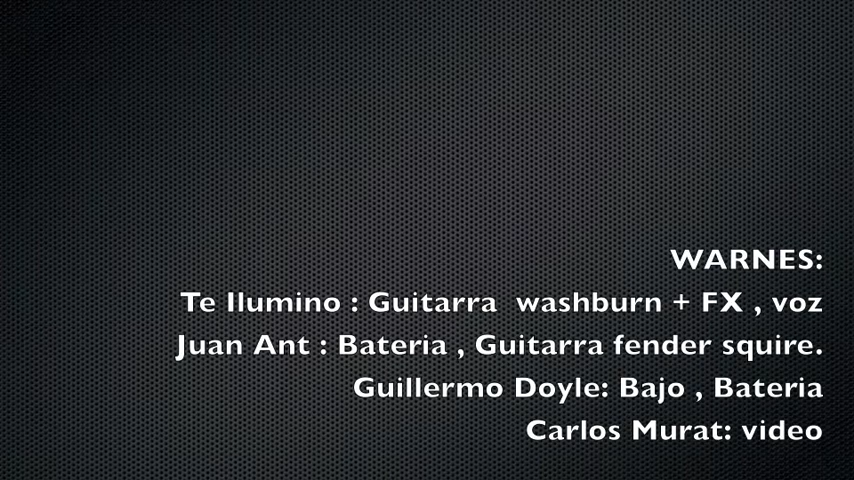 WARNES:
Te Ilumino : Guitarra  washburn + FX , voz
Juan Ant : Bateria , Guitarra fender squire.
Guillermo Doyle: Bajo , Bateria
Carlos Murat: video